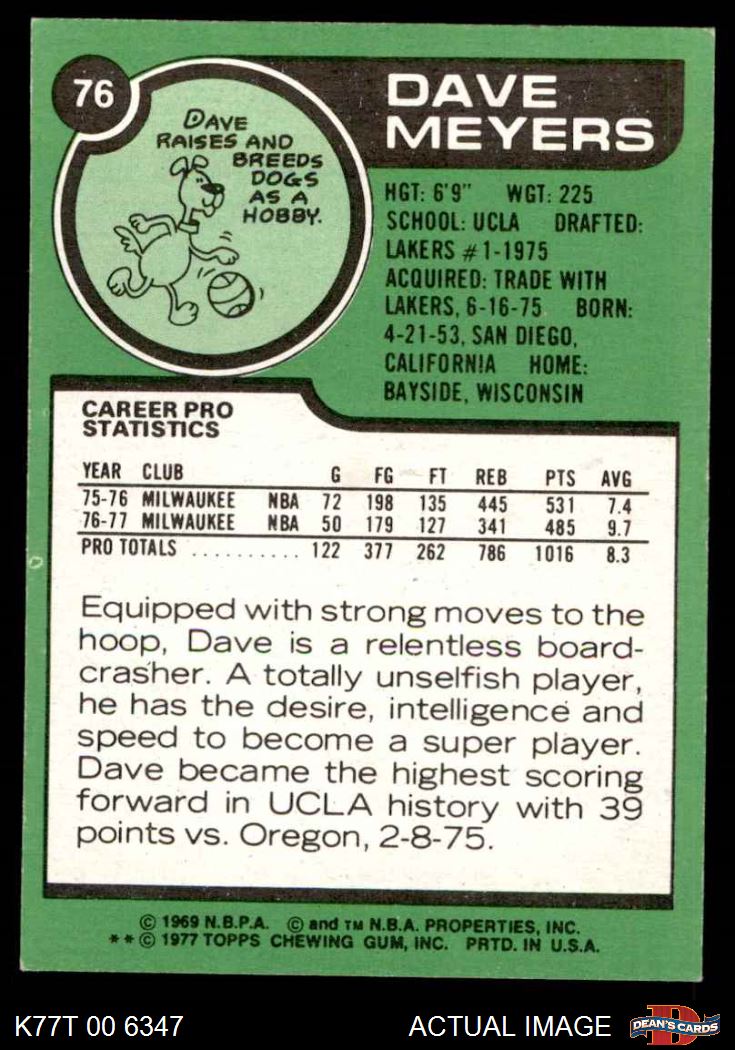 76
DAVE
RAISES AND
BREEDS
DOGS
AS A
HOBBY.
DAVE
MEYERS
HGT: 6'9" WGT: 225
SCHOOL: UCLA DRAFTED:
LAKERS #1-1975
ACQUIRED: TRADE WITH
LAKERS, 6-16-75 BORN:
4-21-53, SAN DIEGO,
CALIFORNIA HOME:
BAYSIDE, WISCONSIN
CAREER PRO
STATISTICS
YEAR CLUB G FG FT REB PTS AVG
75-76 MILWAUKEE NBA 72 198 135 445 531 7.4
76-77 MILWAUKEE NBA 50 179 127 341 485 9.7
PRO TOTALS .......... 122 377 262 786 1016 8.3
Equipped with strong moves to the
hoop, Dave is a relentless board-
crasher. A totally unselfish player,
he has the desire, intelligence and
speed to become a super player.
Dave became the highest scoring
forward in UCLA history with 39
points vs. Oregon, 2-8-75.
© 1969 N.B.P.A. © and TM N.B.A. PROPERTIES, INC.
**© 1977 TOPPS CHEWING GUM, INC. PRTD. IN U.S.A.
K77T 00 6347 ACTUAL IMAGE
D
DEAN'S CARDS